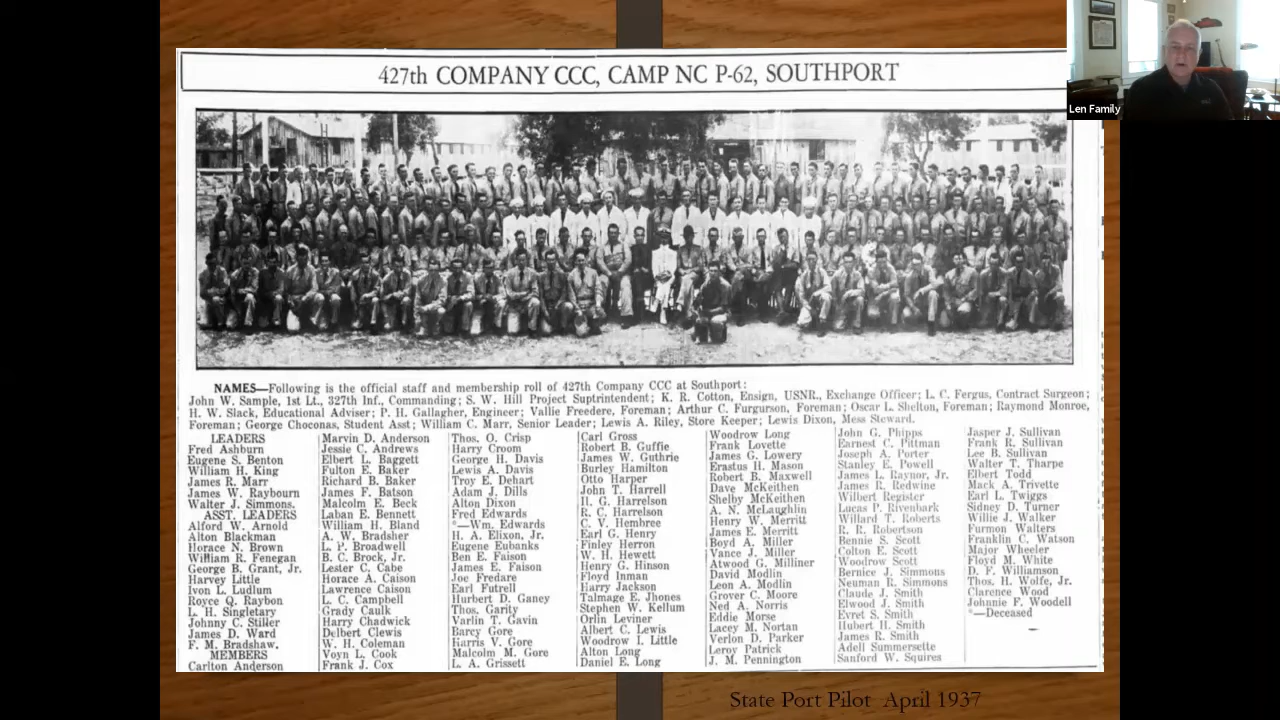 427th COMPANY CCC, CAMP NC P-62, SOUTHPORT
Len Family
NAMES—Following is the official staff and membership roll of 427th Company CCC at Southport:
John W. Sample, 1st Lt., 327th Inf., Commanding; S. W. Hill Project Suptrintendent; K. R. Cotton, Ensign, USNR., Exchange Officer; L. C. Fergus, Contract Surgeon;
H. W. Slack, Educational Adviser; P. H. Gallagher, Engineer; Vallie Freedere, Foreman; Arthur C. Furgurson, Foreman; Oscar L. Shelton, Foreman; Raymond Monroe,
Foreman; George Choconas, Student Asst; William C. Marr, Senior Leader; Lewis A. Riley, Store Keeper; Lewis Dixon, Mess Steward.
LEADERS
Fred Ashburn
Eugene S. Benton
William H. King
James R. Marr
James W. Raybourn
Walter J. Simmons.
ASST. LEADERS
Alford W. Arnold
Alton Blackman
Horace N. Brown
William R. Fenegan
George B. Grant, Jr.
Harvey Little
Ivon L. Ludlum
Royce Q. Raybon
L. H. Singletary
Johnny C. Stiller
James D. Ward
F. M. Bradshaw.
MEMBERS
Carlton Anderson
Marvin D. Anderson
Jessie C. Andrews
Elbert L. Baggett
Fulton E. Baker
Richard B. Baker
James F. Batson
Malcolm E. Beck
Laban E. Bennett
William H. Bland
A. W. Bradsher
L. P. Broadwell
B. C. Brock, Jr.
Lester C. Cabe
Horace A. Caison
Lawrence Caison
L. C. Campbell
Grady Caulk
Harry Chadwick
Delbert Clewis
W. H. Coleman
Voyn L. Cook
Frank J. Cox
Thos. O. Crisp
Harry Croom
George H. Davis
Lewis A. Davis
Troy E. Dehart
Adam J. Dills
Alton Dixon
Fred Edwards
*—Wm. Edwards
H. A. Elixon, Jr.
Eugene Eubanks
Ben E. Faison
James E. Faison
Joe Fredare
Earl Futrell
Hurbert D. Ganey
Thos. Garity
Varlin T. Gavin
Barcy Gore
Harris V. Gore
Malcolm M. Gore
L. A. Grissett
Carl Gross
Robert B. Guffie
James W. Guthrie
Burley Hamilton
Otto Harper
John T. Harrell
H. G. Harrelson
R. C. Harrelson
C. V. Hembree
Earl G. Henry
Finley Herron
W. H. Hewett
Henry G. Hinson
Floyd Inman
Harry Jackson
Talmage E. Jhones
Stephen W. Kellum
Orlin Leviner
Albert C. Lewis
Woodrow I. Little
Alton Long
Daniel E. Long
Woodrow Long
Frank Lovette
James G. Lowery
Erastus H. Mason
Robert B. Maxwell
Dave McKeithen
Shelby McKeithen
A. N. McLaughlin
Henry W. Merritt
James E. Merritt
Boyd A. Miller
Vance J. Miller
Atwood G. Milliner
David Modlin
Leon A. Modlin
Grover C. Moore
Ned A. Norris
Eddie Morse
Lacey M. Nortan
Vernon D. Parker
Leroy Patrick
J. M. Pennington
John G. Phipps
Earnest C. Pittman
Joseph A. Porter
Stanley E. Powell
James L. Raynor, Jr.
James R. Redwine
Wilbert Register
Lucas P. Rivenbark
Willard T. Roberts
R. R. Robertson
Bennie S. Scott
Colton E. Scott
Woodrow Scott
Bernice J. Simmons
Neuman R. Simmons
Claude J. Smith
Elwood J. Smith
Evret S. Smith
Hubert H. Smith
James R. Smith
Adell Summersette
Sanford W. Squires
Jasper J. Sullivan
Frank R. Sullivan
Lee B. Sullivan
Walter T. Tharpe
Elbert Todd
Mack A. Trivette
Earl L. Twiggs
Sidney D. Turner
Willie J. Walker
Furmon Walters
Franklin C. Watson
Major Wheeler
Floyd M. White
D. F. Williamson
Thos. H. Wolfe, Jr.
Clarence Wood
Johnnie F. Woodell
*—Deceased
State Port Pilot April 1937